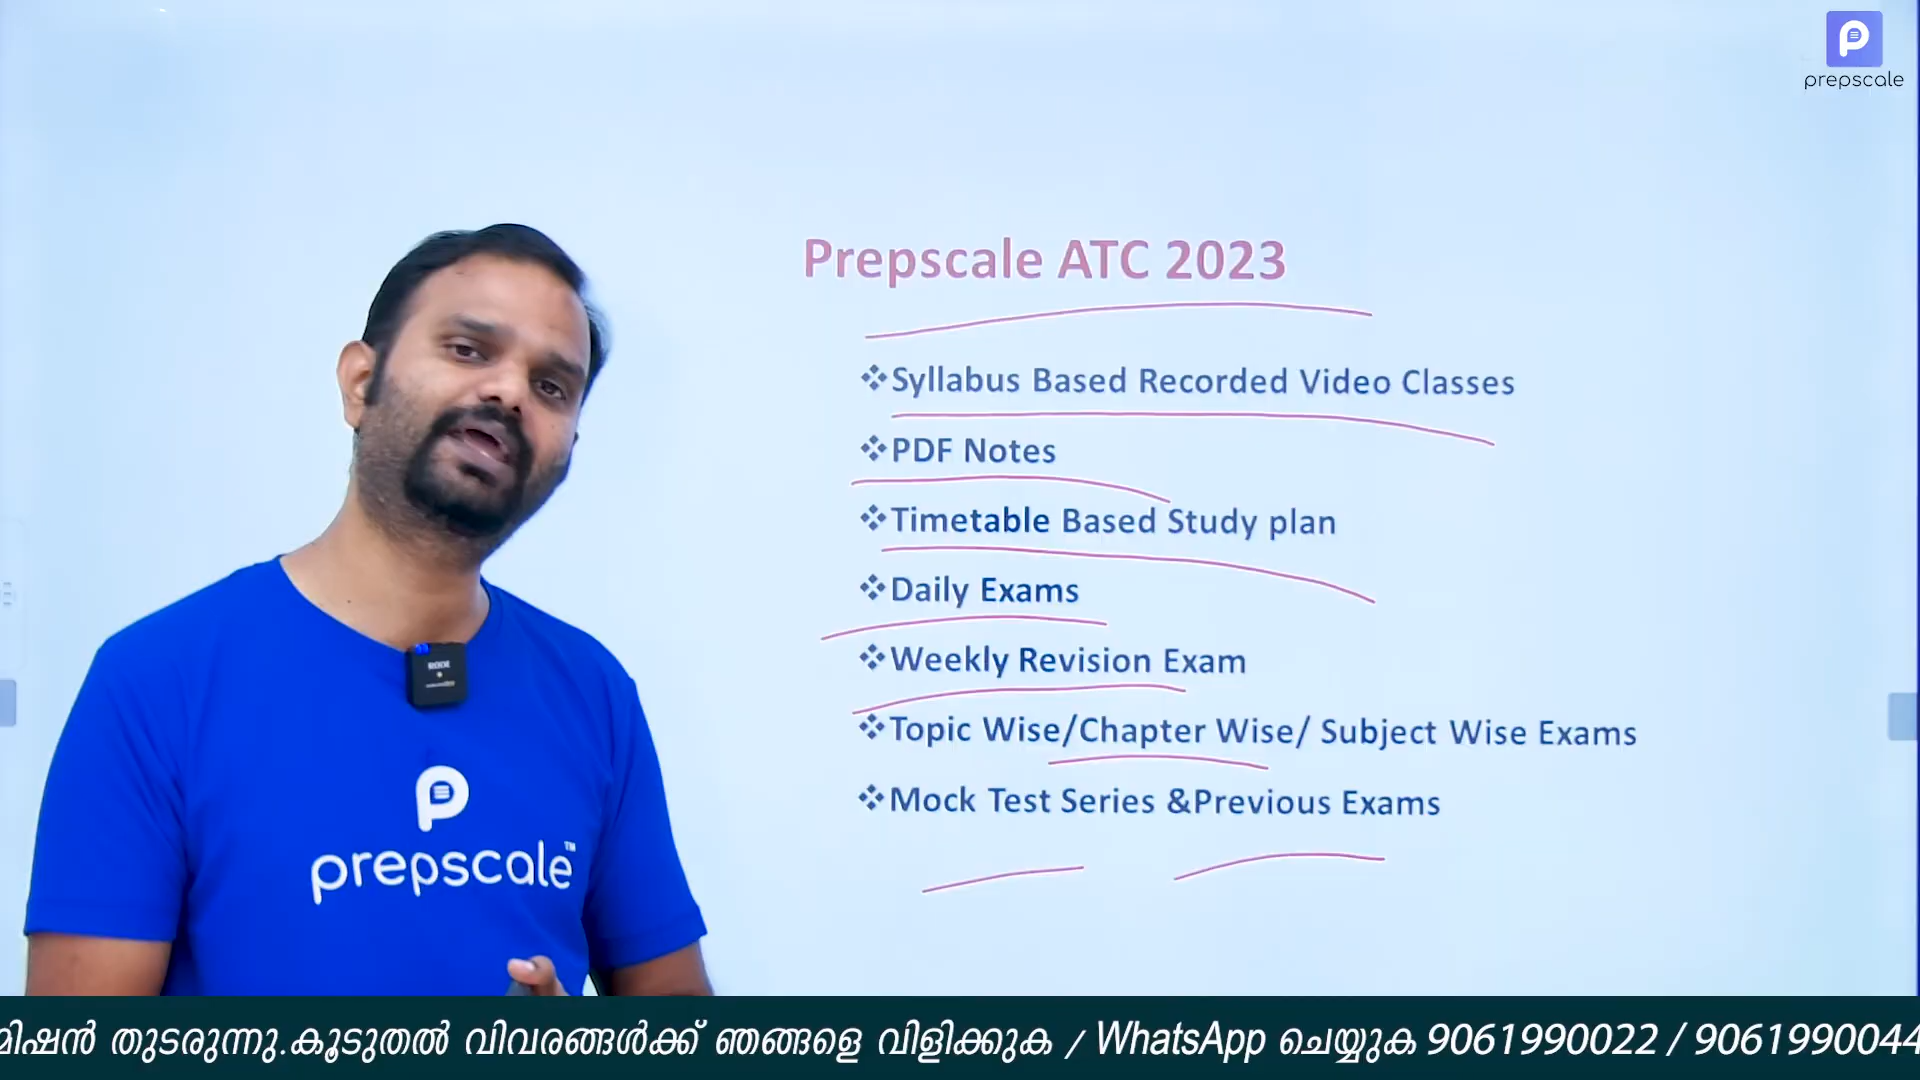 prepscale
Prepscale ATC 2023
❖Syllabus Based Recorded Video Classes
❖PDF Notes
❖Timetable Based Study plan
❖Daily Exams
❖Weekly Revision Exam
❖Topic Wise/Chapter Wise/ Subject Wise Exams
❖Mock Test Series &Previous Exams
RODE
prepscale™
തുടരുന്നു.കൂടുതൽ വിവരങ്ങൾക്ക് ഞങ്ങളെ വിളിക്കുക / WhatsApp ചെയ്യുക 9061990022 / 9061990044